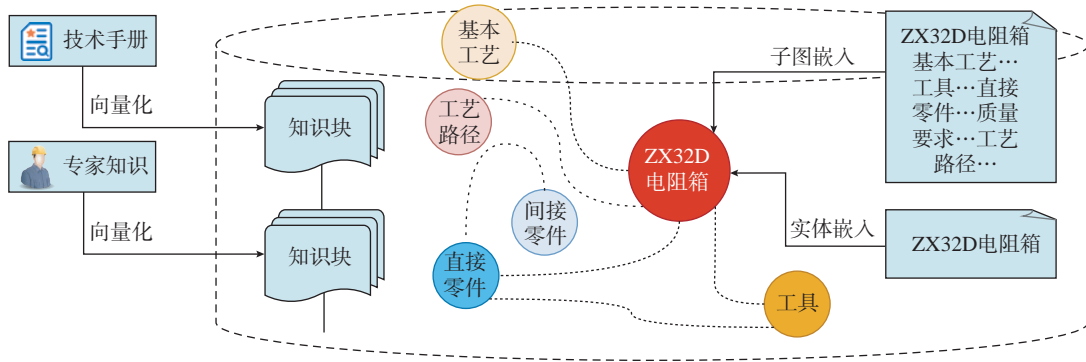 技术手册
向量化
专家知识
向量化
知识块
知识块
基本
工艺
工艺
路径
间接
零件
直接
零件
ZX32D
电阻箱
工具
子图嵌入
实体嵌入
ZX32D电阻箱
基本工艺…
工具…直接
零件…质量
要求…工艺
路径…
ZX32D电阻箱